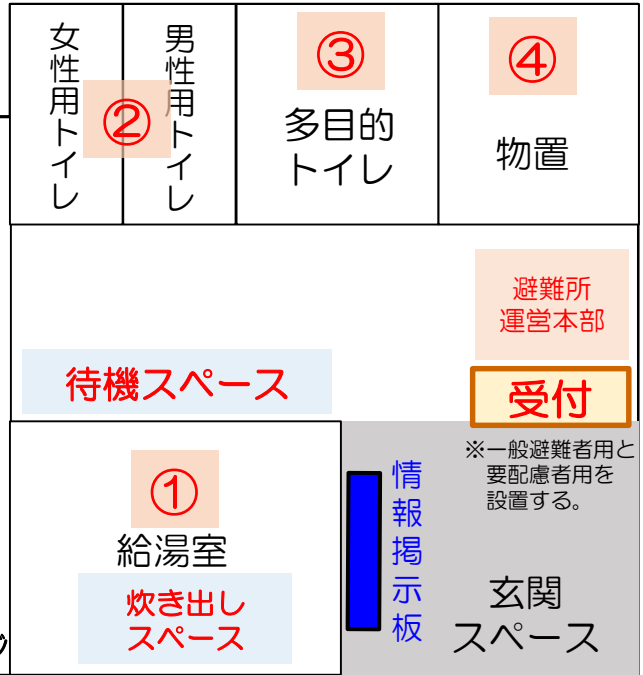 女性用トイレ
男性用トイレ
②
③
多目的
トイレ
④
物置
避難所
運営本部
待機スペース
受付
※一般避難者用と
要配慮者用を
設置する。
①
給湯室
炊き出し
スペース
情報掲示板
玄関
スペース